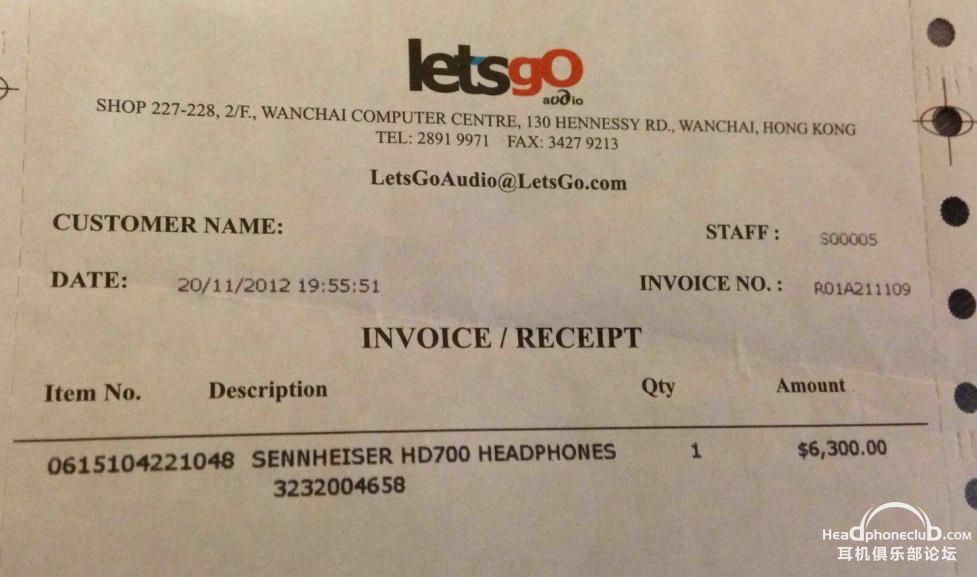 letsgo
audio
SHOP 227-228, 2/F., WANCHAI COMPUTER CENTRE, 130 HENNESSY RD., WANCHAI, HONG KONG
TEL: 2891 9971 FAX: 3427 9213
LetsGoAudio@LetsGo.com
CUSTOMER NAME:
STAFF : S00005
DATE: 20/11/2012 19:55:51
INVOICE NO. : R01A211109
INVOICE / RECEIPT
Item No. Description Qty Amount
0615104221048 SENNHEISER HD700 HEADPHONES 1 $6,300.00
3232004658
Headphoneclub.com
耳机俱乐部论坛